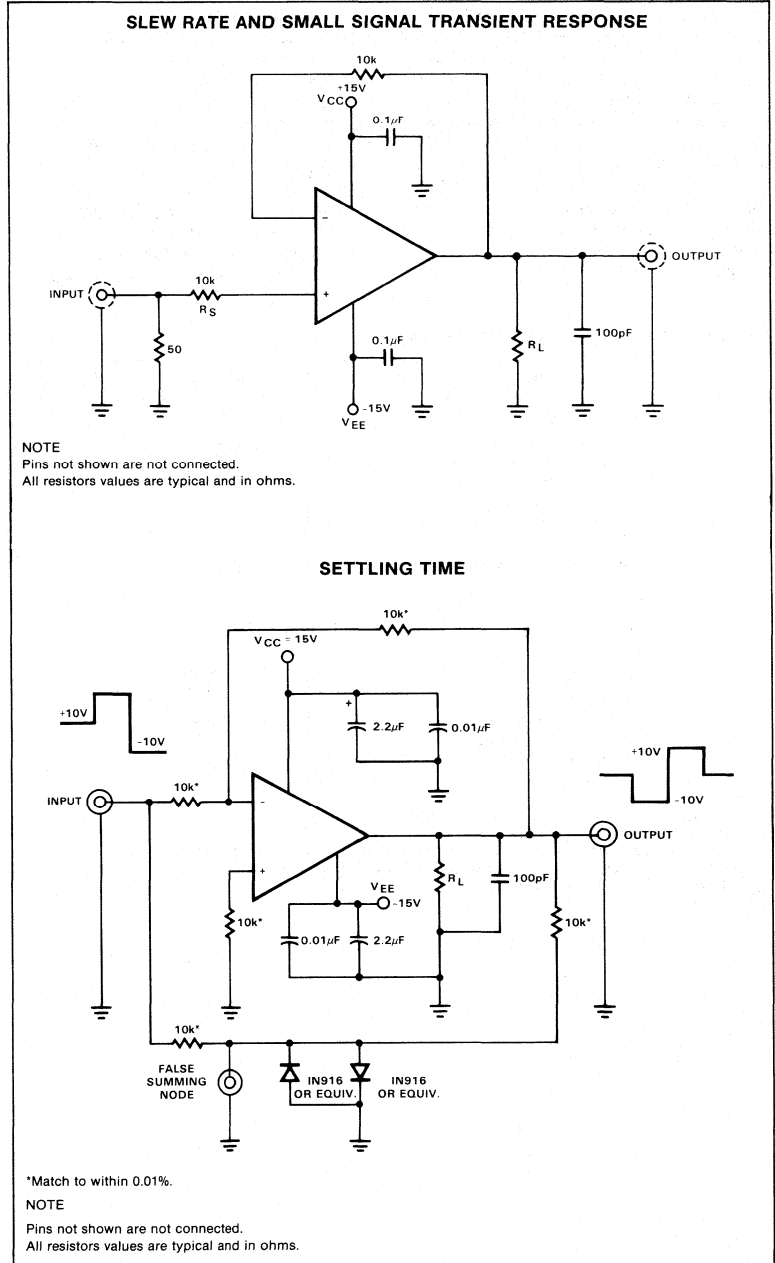 SLEW RATE AND SMALL SIGNAL TRANSIENT RESPONSE
10k
+15V
VCC
0.1µF
−
INPUT
10k
RS
+
OUTPUT
50
0.1µF
RL
100pF
-15V
VEE
NOTE
Pins not shown are not connected.
All resistors values are typical and in ohms.
SETTLING TIME
10k*
VCC = 15V
+
2.2µF
0.01µF
+10V
-10V
+10V
-10V
INPUT
10k*
−
OUTPUT
+
RL
100pF
VEE
-15V
10k*
10k*
0.01µF
2.2µF
10k*
FALSE
SUMMING
NODE
IN916
OR EQUIV.
IN916
OR EQUIV.
*Match to within 0.01%.
NOTE
Pins not shown are not connected.
All resistors values are typical and in ohms.